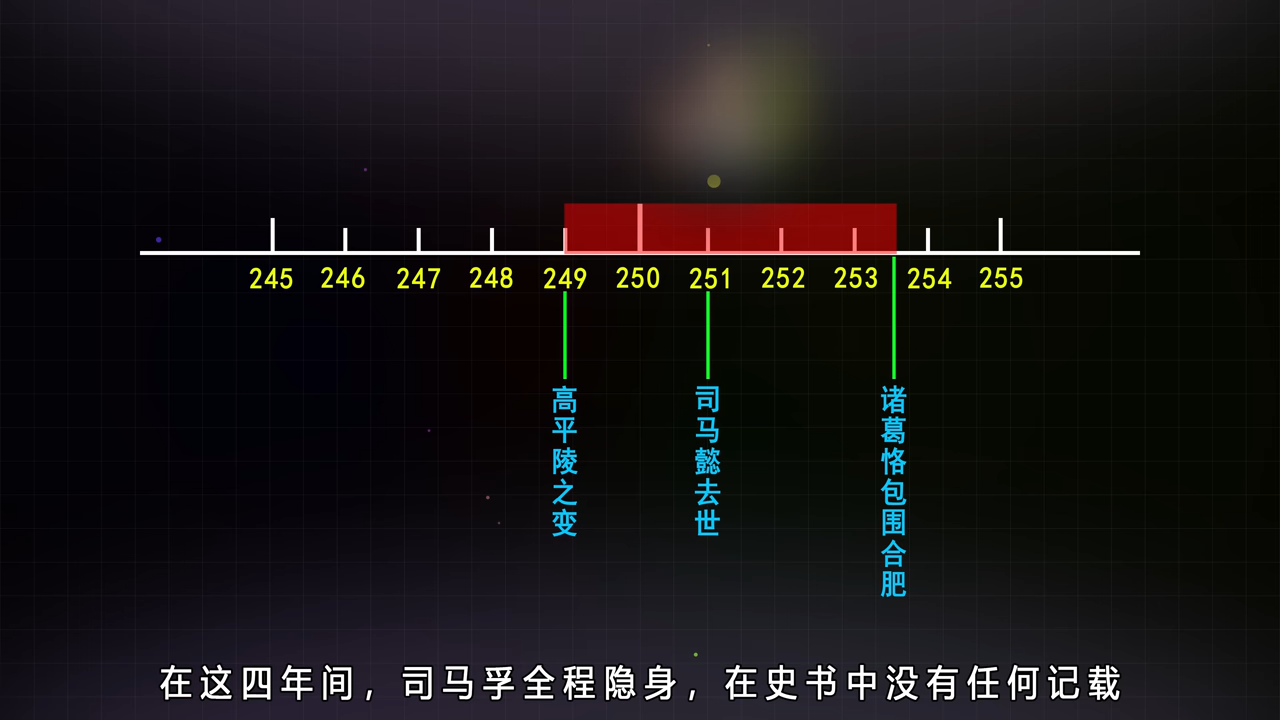 245 246 247 248 249 250 251 252 253 254 255
高平陵之变
司马懿去世
诸葛恪包围合肥
在这四年间，司马孚全程隐身，在史书中没有任何记载